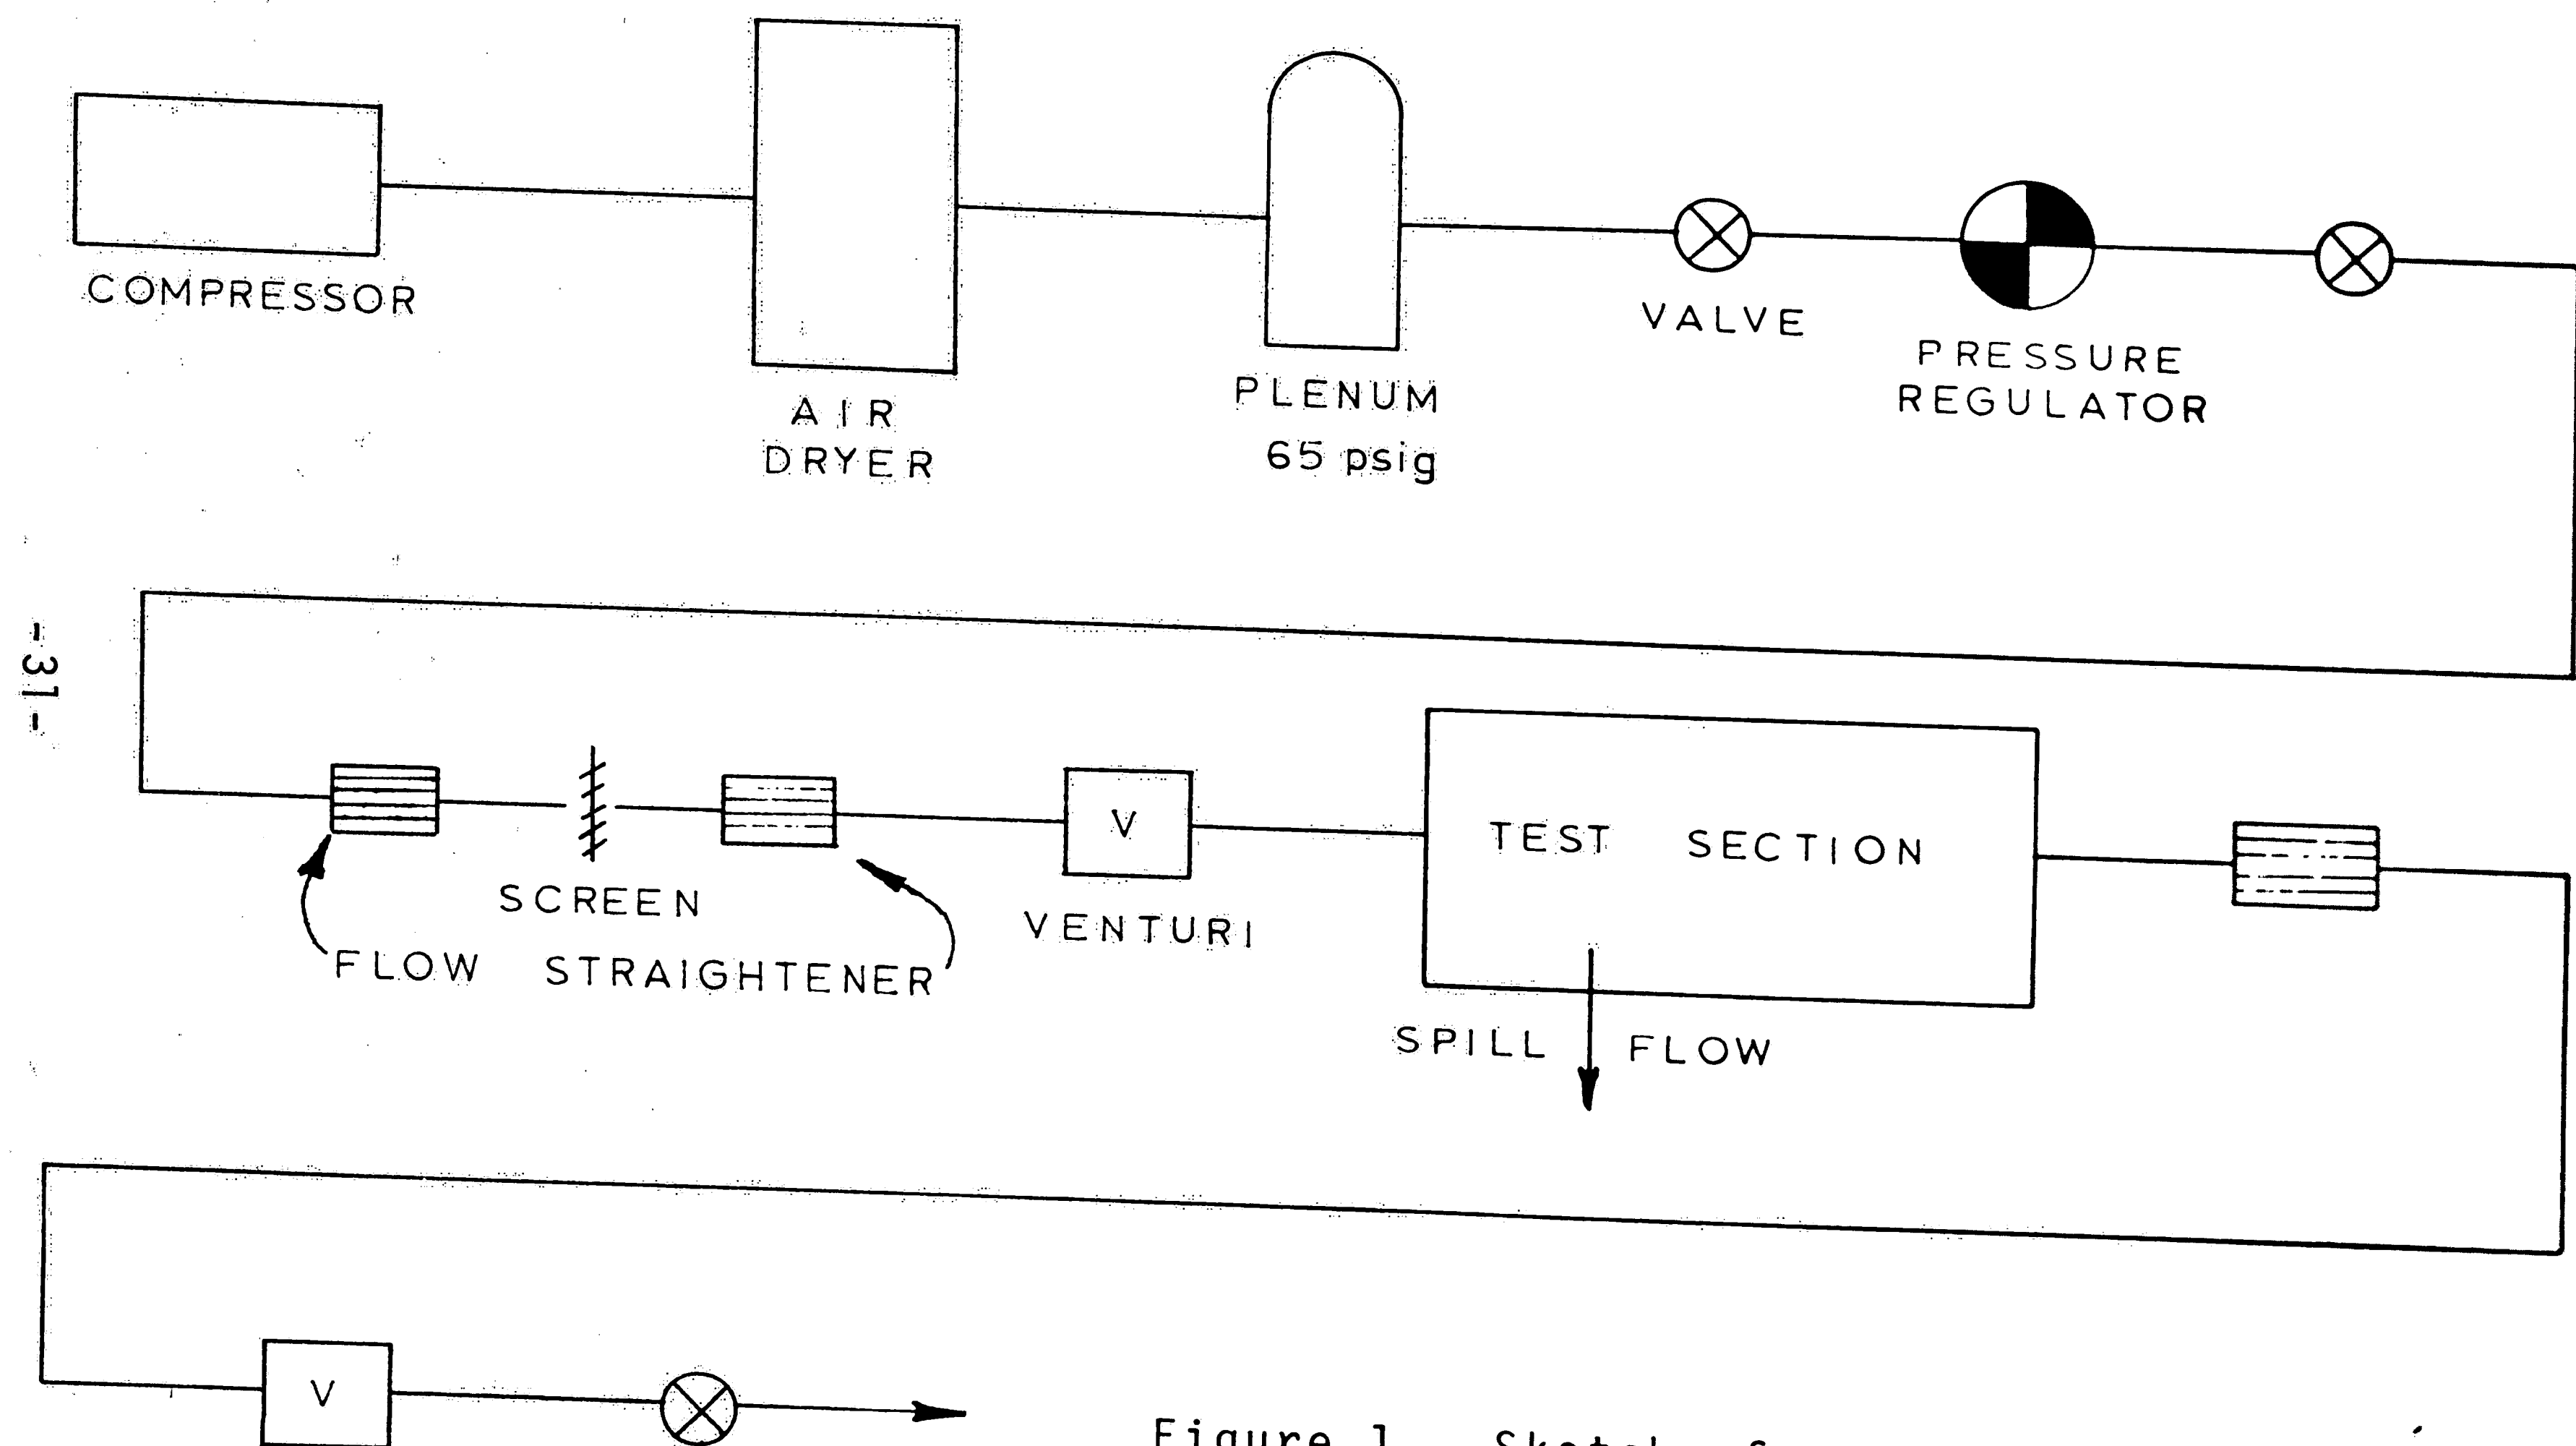 COMPRESSOR
AIR
DRYER
PLENUM
65 psig
VALVE
PRESSURE
REGULATOR
-31-
SCREEN
FLOW STRAIGHTENER
V
VENTURI
TEST SECTION
SPILL FLOW
V
Figure 1